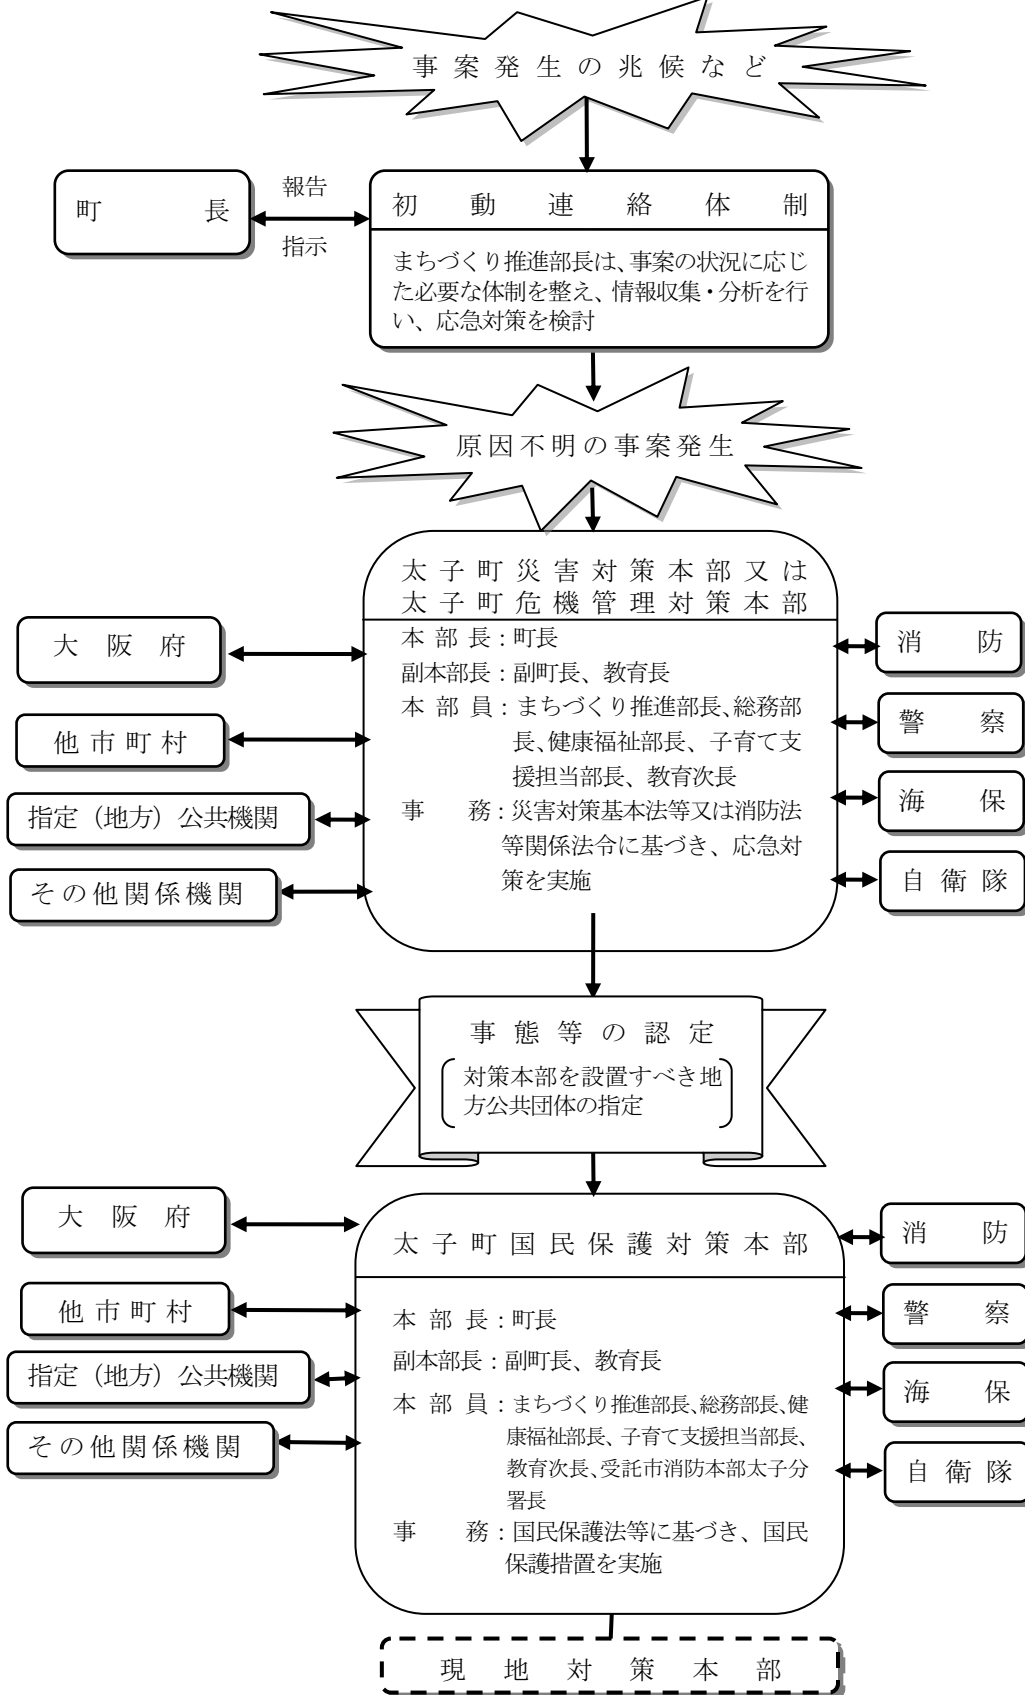 事案発生の兆候など
町長
報告
指示
初動連絡体制
まちづくり推進部長は、事案の状況に応じ
た必要な体制を整え、情報収集・分析を行
い、応急対策を検討
原因不明の事案発生
太子町災害対策本部又は
太子町危機管理対策本部
本部長：町長
副本部長：副町長、教育長
本部員：まちづくり推進部長、総務部
長、健康福祉部長、子育て支
援担当部長、教育次長
事務：災害対策基本法等又は消防法
等関係法令に基づき、応急対
策を実施
大阪府
他市町村
指定（地方）公共機関
その他関係機関
消防
警察
海保
自衛隊
事態等の認定
対策本部を設置すべき地
方公共団体の指定
太子町国民保護対策本部
本部長：町長
副本部長：副町長、教育長
本部員：まちづくり推進部長、総務部長、健
康福祉部長、子育て支援担当部長、
教育次長、受託市消防本部太子分
署長
事務：国民保護法等に基づき、国民
保護措置を実施
大阪府
他市町村
指定（地方）公共機関
その他関係機関
消防
警察
海保
自衛隊
現地対策本部